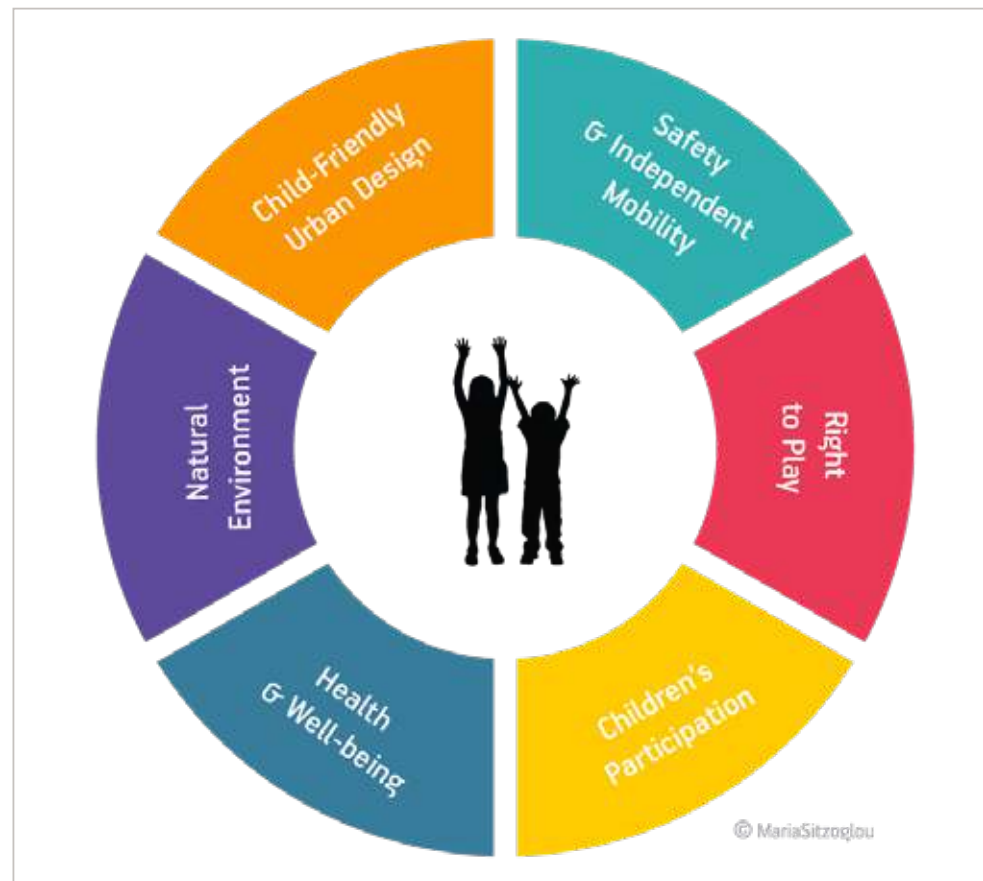 Child-Friendly
Urban Design
Safety
& Independent
Mobility
Right
to Play
Children's
Participation
Health
& Well-being
Natural
Environment
© MariaSitzoglou